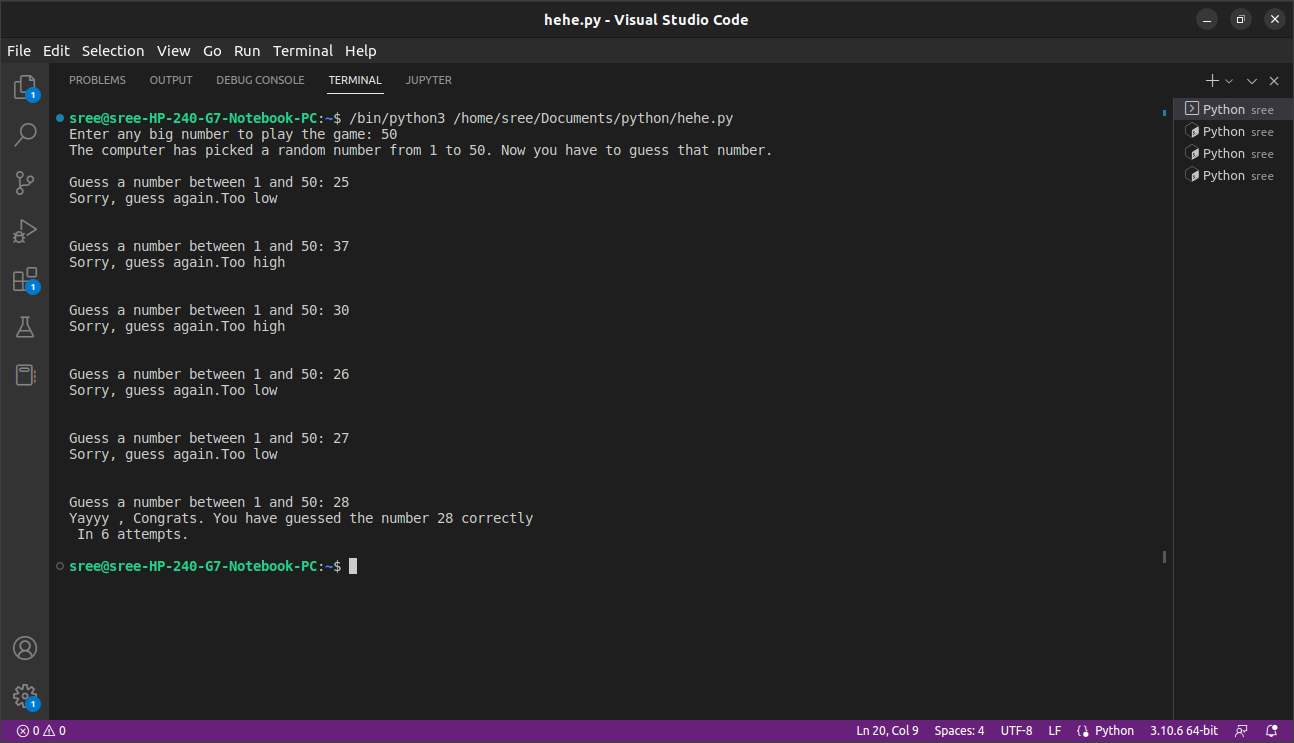 hehe.py - Visual Studio Code
File Edit Selection View Go Run Terminal Help
PROBLEMS OUTPUT DEBUG CONSOLE TERMINAL JUPYTER
sree@sree-HP-240-G7-Notebook-PC:~$ /bin/python3 /home/sree/Documents/python/hehe.py
Enter any big number to play the game: 50
The computer has picked a random number from 1 to 50. Now you have to guess that number.
Guess a number between 1 and 50: 25
Sorry, guess again.Too low
Guess a number between 1 and 50: 37
Sorry, guess again.Too high
Guess a number between 1 and 50: 30
Sorry, guess again.Too high
Guess a number between 1 and 50: 26
Sorry, guess again.Too low
Guess a number between 1 and 50: 27
Sorry, guess again.Too low
Guess a number between 1 and 50: 28
Yayyy , Congrats. You have guessed the number 28 correctly
In 6 attempts.
sree@sree-HP-240-G7-Notebook-PC:~$
Python sree
Python sree
Python sree
Python sree
1
1
1
0 0
Ln 20, Col 9 Spaces: 4 UTF-8 LF Python 3.10.6 64-bit